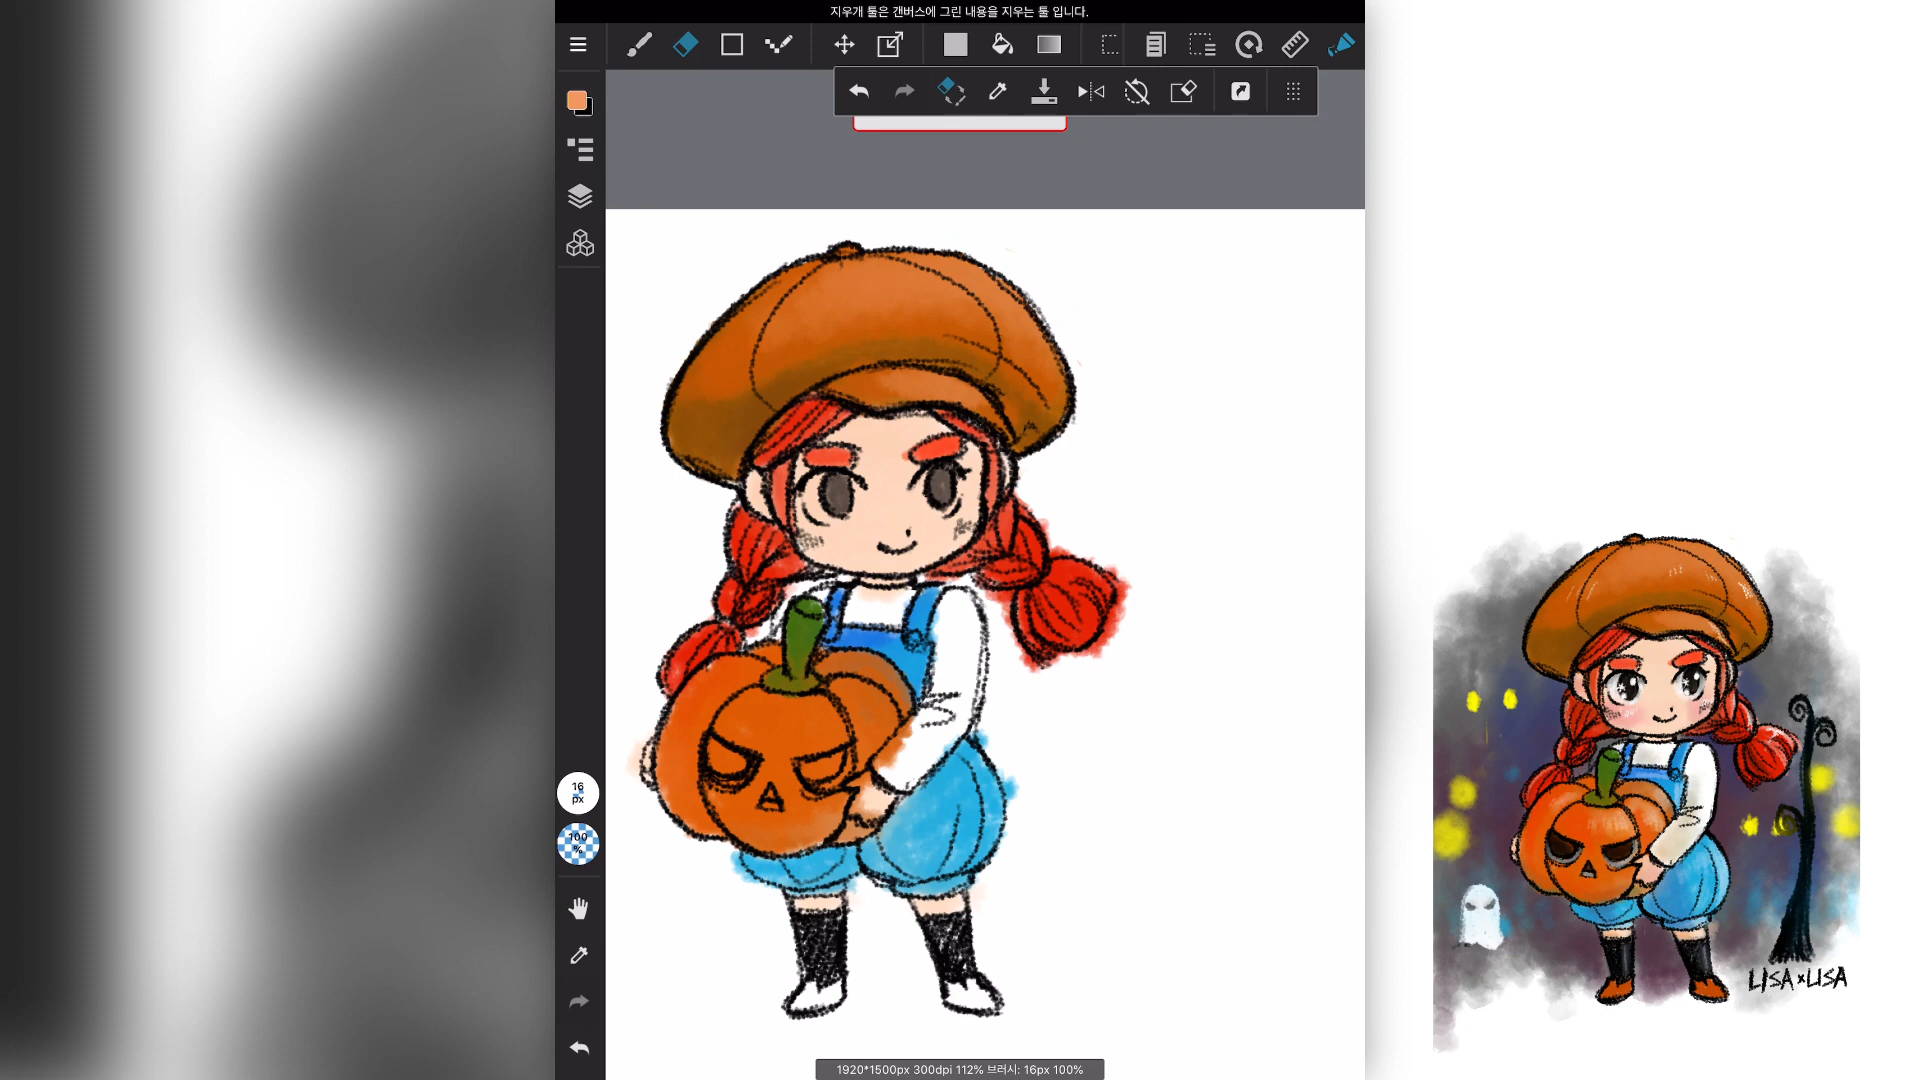 지우개 툴은 캔버스에 그린 내용을 지우는 툴 입니다.
16
px
100
%
LISA×LISA
1920*1500px 300dpi 112% 브러시: 16px 100%